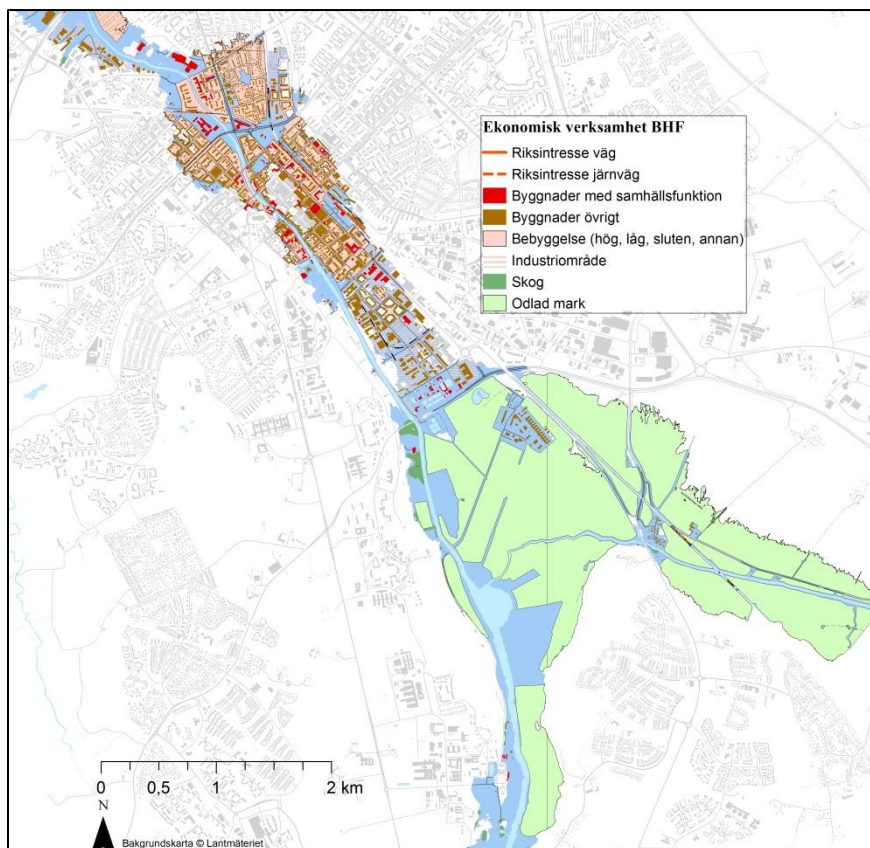 Ekonomisk verksamhet BHF
Riksintresse väg
Riksintresse järnväg
Byggnader med samhällsfunktion
Byggnader övrigt
Bebyggelse (hög, låg, sluten, annan)
Industriområde
Skog
Odlad mark
0 0,5 1 2 km
N
Bakgrundskarta © Lantmäteriet